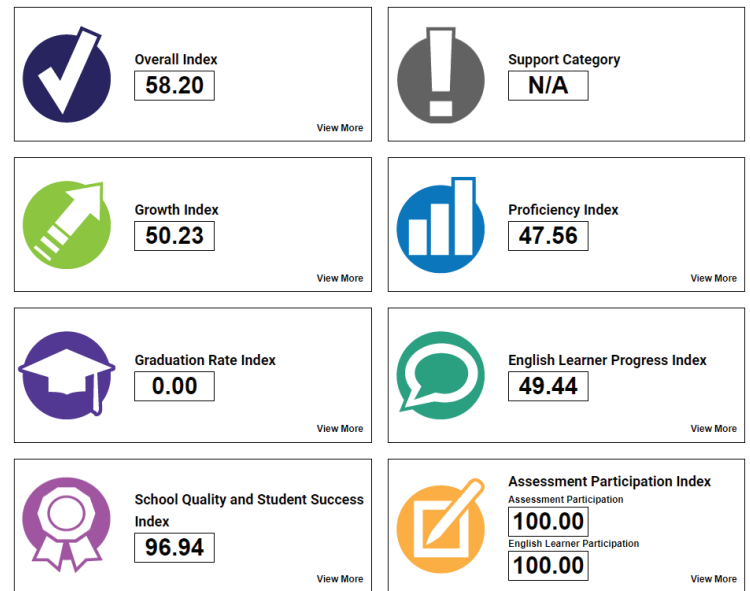 Overall Index
58.20
View More
Support Category
N/A
Growth Index
50.23
View More
Proficiency Index
47.56
View More
Graduation Rate Index
0.00
View More
English Learner Progress Index
49.44
View More
School Quality and Student Success
Index
96.94
View More
Assessment Participation Index
Assessment Participation
100.00
English Learner Participation
100.00
View More